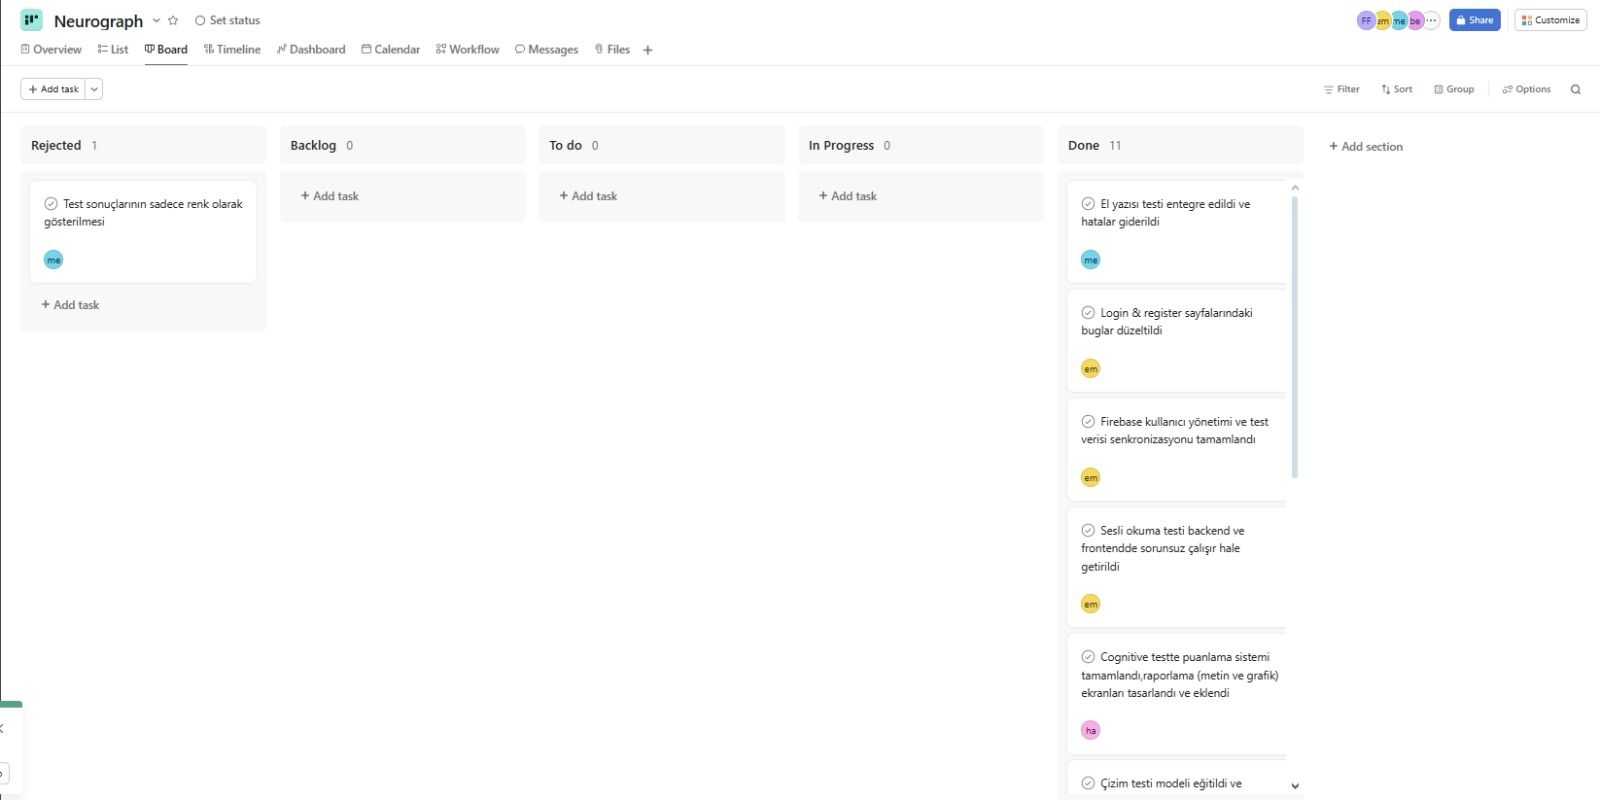 Neurograph
Set status
FF em me be ...
Share
Customize
Overview List Board Timeline Dashboard Calendar Workflow Messages Files +
+ Add task
Filter Sort Group Options
Rejected 1
Test sonuçlarının sadece renk olarak
gösterilmesi
me
+ Add task
Backlog 0
+ Add task
To do 0
+ Add task
In Progress 0
+ Add task
Done 11
El yazısı testi entegre edildi ve
hatalar giderildi
me
Login & register sayfalarındaki
buglar düzeltildi
em
Firebase kullanıcı yönetimi ve test
verisi senkronizasyonu tamamlandı
em
Sesli okuma testi backend ve
frontendde sorunsuz çalışır hale
getirildi
em
Cognitive testte puanlama sistemi
tamamlandı,raporlama (metin ve grafik)
ekranları tasarlandı ve eklendi
ha
Çizim testi modeli eğitildi ve
+ Add section